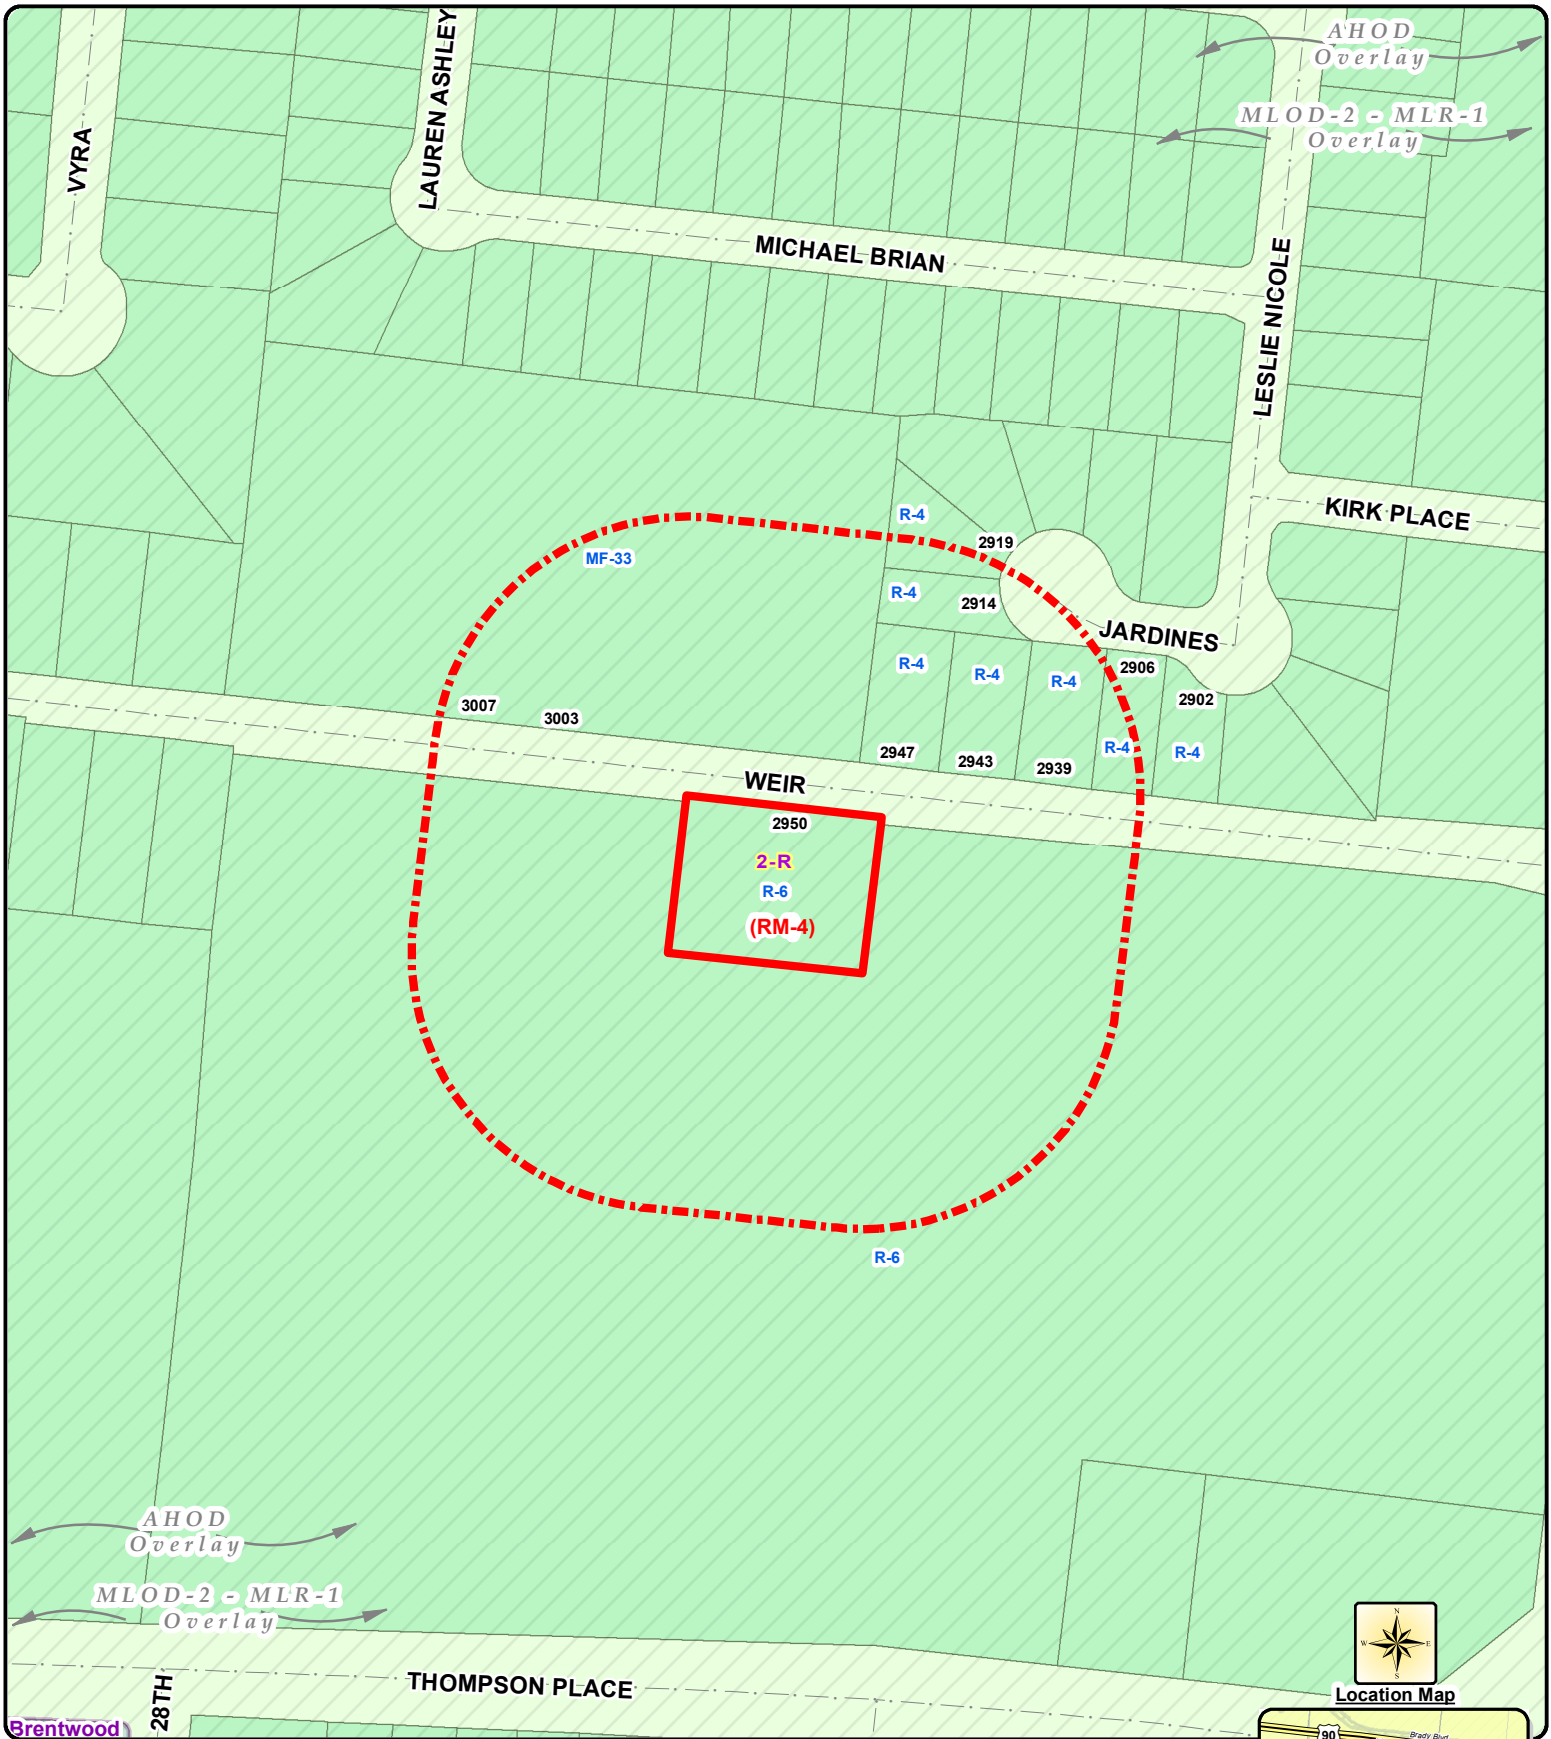 AHOD
Overlay
MLOD-2 - MLR-1
Overlay
VYRA
LAUREN ASHLEY
MICHAEL BRIAN
LESLIE NICOLE
KIRK PLACE
R-4
2919
MF-33
R-4
2914
JARDINES
R-4
R-4
R-4
2906
2902
3007
3003
R-4
R-4
2947
2943
2939
WEIR
2950
2-R
R-6
(RM-4)
R-6
AHOD
Overlay
MLOD-2 - MLR-1
Overlay
N
W
E
S
THOMPSON PLACE
28TH
Location Map
Brentwood
90
Brady Blvd